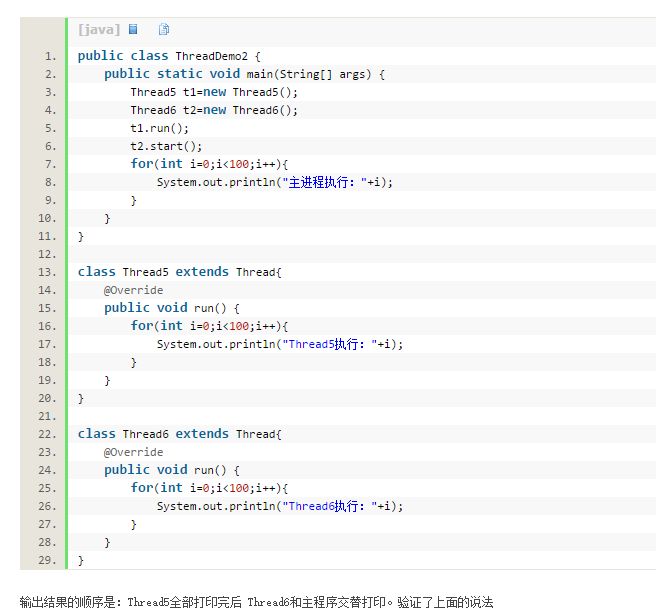 [java]
1. public class ThreadDemo2 {
2.     public static void main(String[] args) {
3.         Thread5 t1=new Thread5();
4.         Thread6 t2=new Thread6();
5.         t1.run();
6.         t2.start();
7.         for(int i=0;i<100;i++){
8.             System.out.println("主进程执行："+i);
9.         }
10.     }
11. }
12.
13. class Thread5 extends Thread{
14.     @Override
15.     public void run() {
16.         for(int i=0;i<100;i++){
17.             System.out.println("Thread5执行："+i);
18.         }
19.     }
20. }
21.
22. class Thread6 extends Thread{
23.     @Override
24.     public void run() {
25.         for(int i=0;i<100;i++){
26.             System.out.println("Thread6执行："+i);
27.         }
28.     }
29. }
输出结果的顺序是：Thread5全部打印完后 Thread6和主程序交替打印。验证了上面的说法